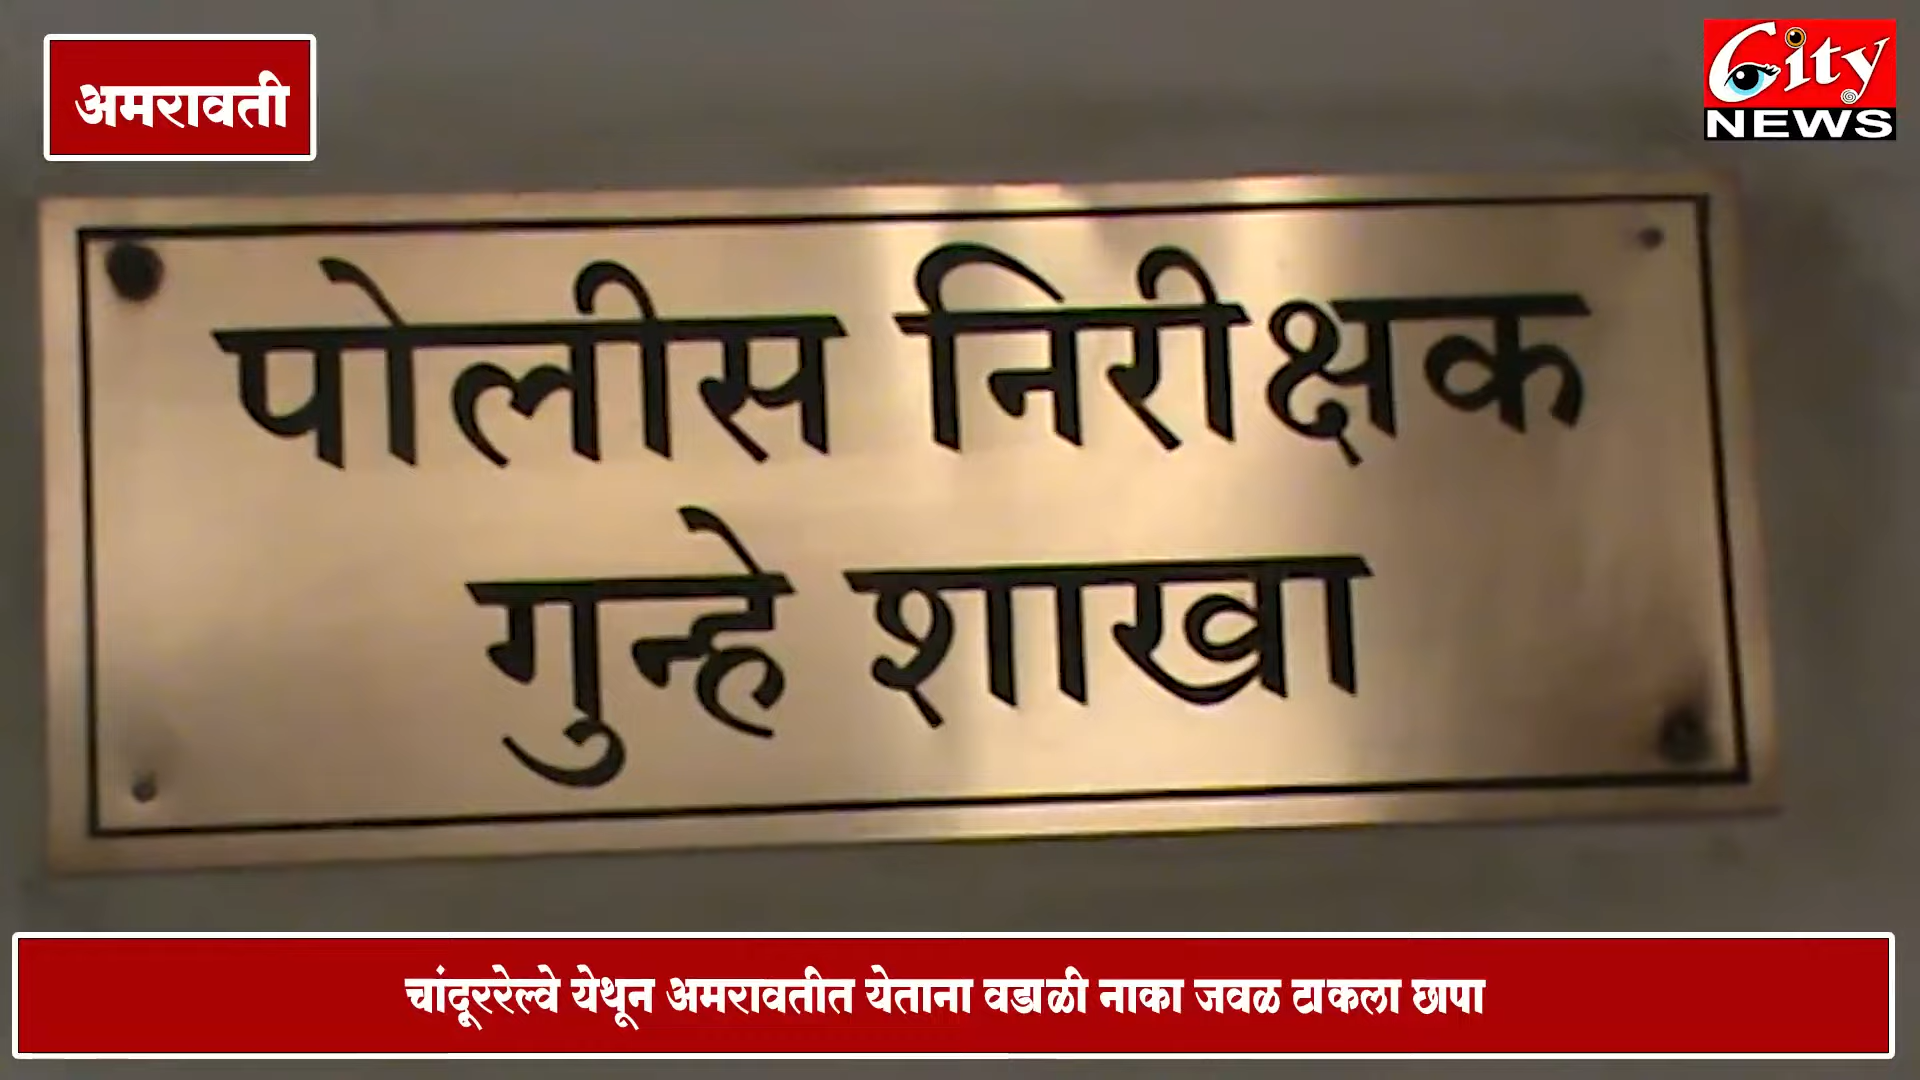 अमरावती
City
NEWS
पोलीस निरीक्षक
गुन्हे शाखा
चांदूररेल्वे येथून अमरावतीत येताना वडाळी नाका जवळ टाकला छापा